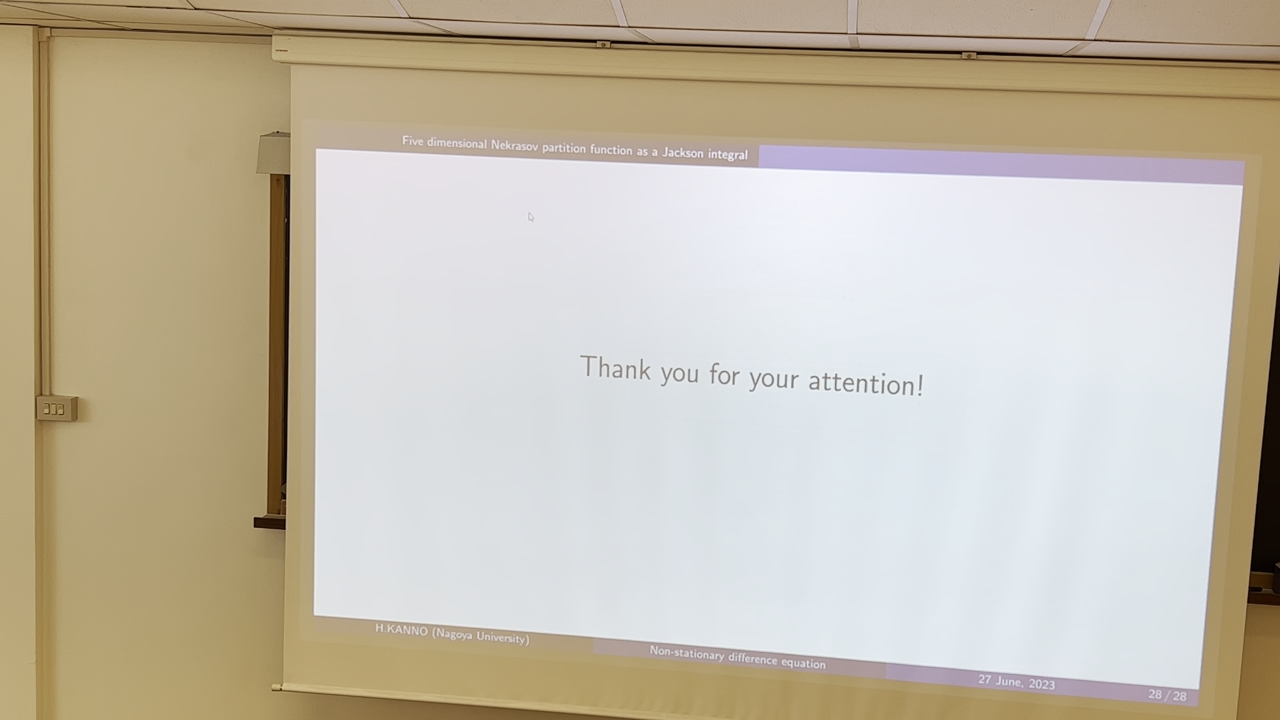 Five dimensional Nekrasov partition function as a Jackson integral
Thank you for your attention!
H.KANNO (Nagoya University)
Non-stationary difference equation
27 June, 2023
28 / 28